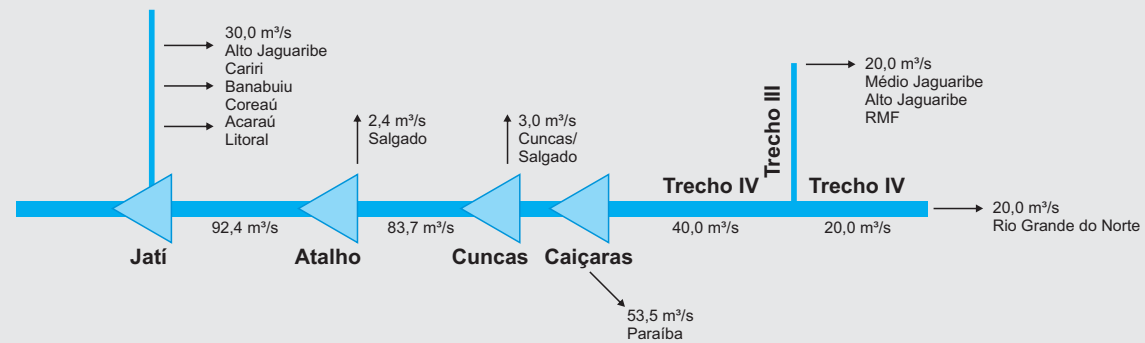 30,0 m³/s
Alto Jaguaribe
Cariri
Banabuiu
Coreaú
Acaraú
Litoral
2,4 m³/s
Salgado
3,0 m³/s
Cuncas/
Salgado
Trecho III
20,0 m³/s
Médio Jaguaribe
Alto Jaguaribe
RMF
Trecho IV
Trecho IV
92,4 m³/s
83,7 m³/s
40,0 m³/s
20,0 m³/s
20,0 m³/s
Rio Grande do Norte
Jatí
Atalho
Cuncas
Caiçaras
53,5 m³/s
Paraíba